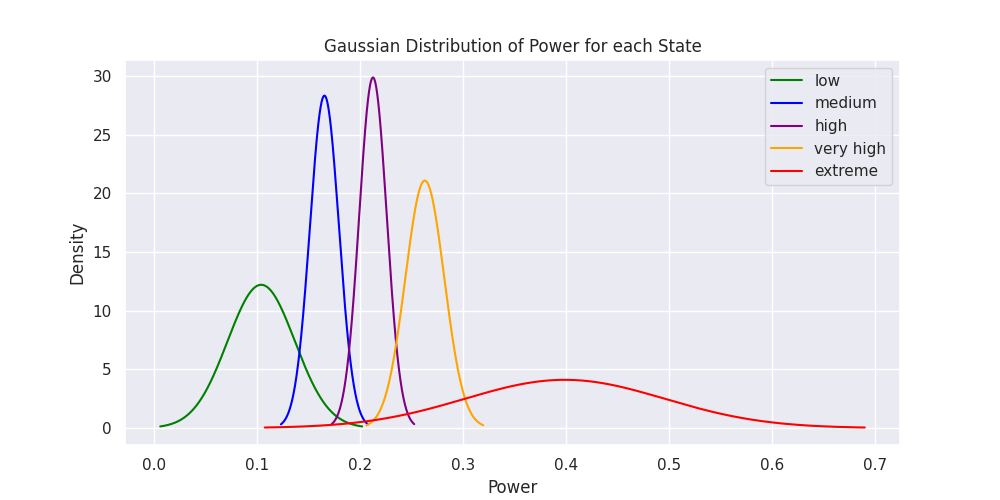 Gaussian Distribution of Power for each State
30
25
20
15
10
5
0
Density
low
medium
high
very high
extreme
0.0 0.1 0.2 0.3 0.4 0.5 0.6 0.7
Power